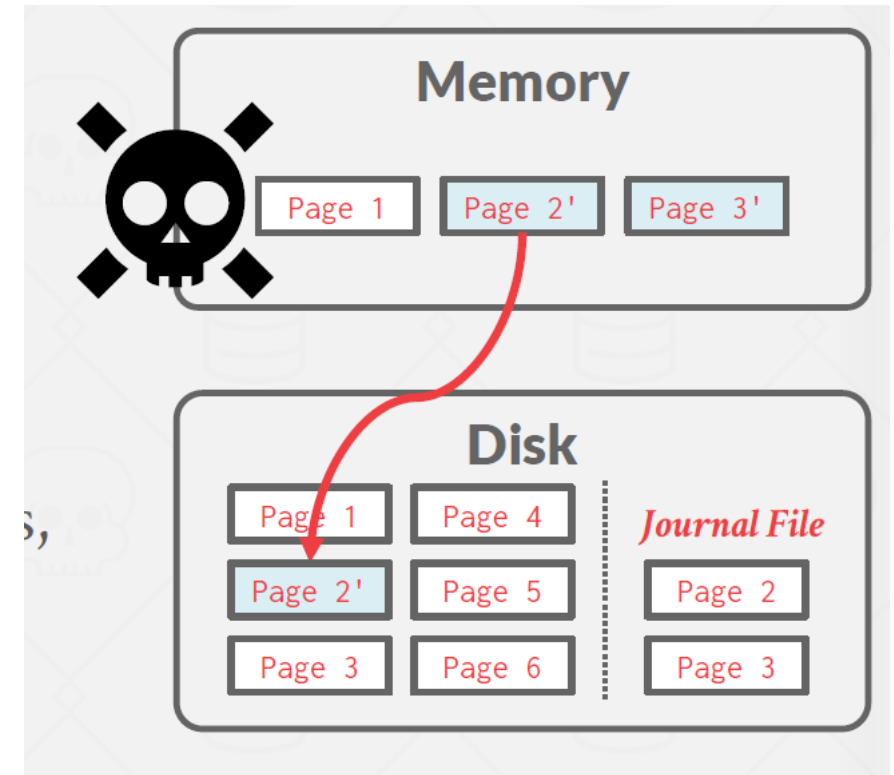 Memory
Page 1 Page 2' Page 3'
Disk
s,
Page 1 Page 4
Journal File
Page 2' Page 5 Page 2
Page 3 Page 6 Page 3